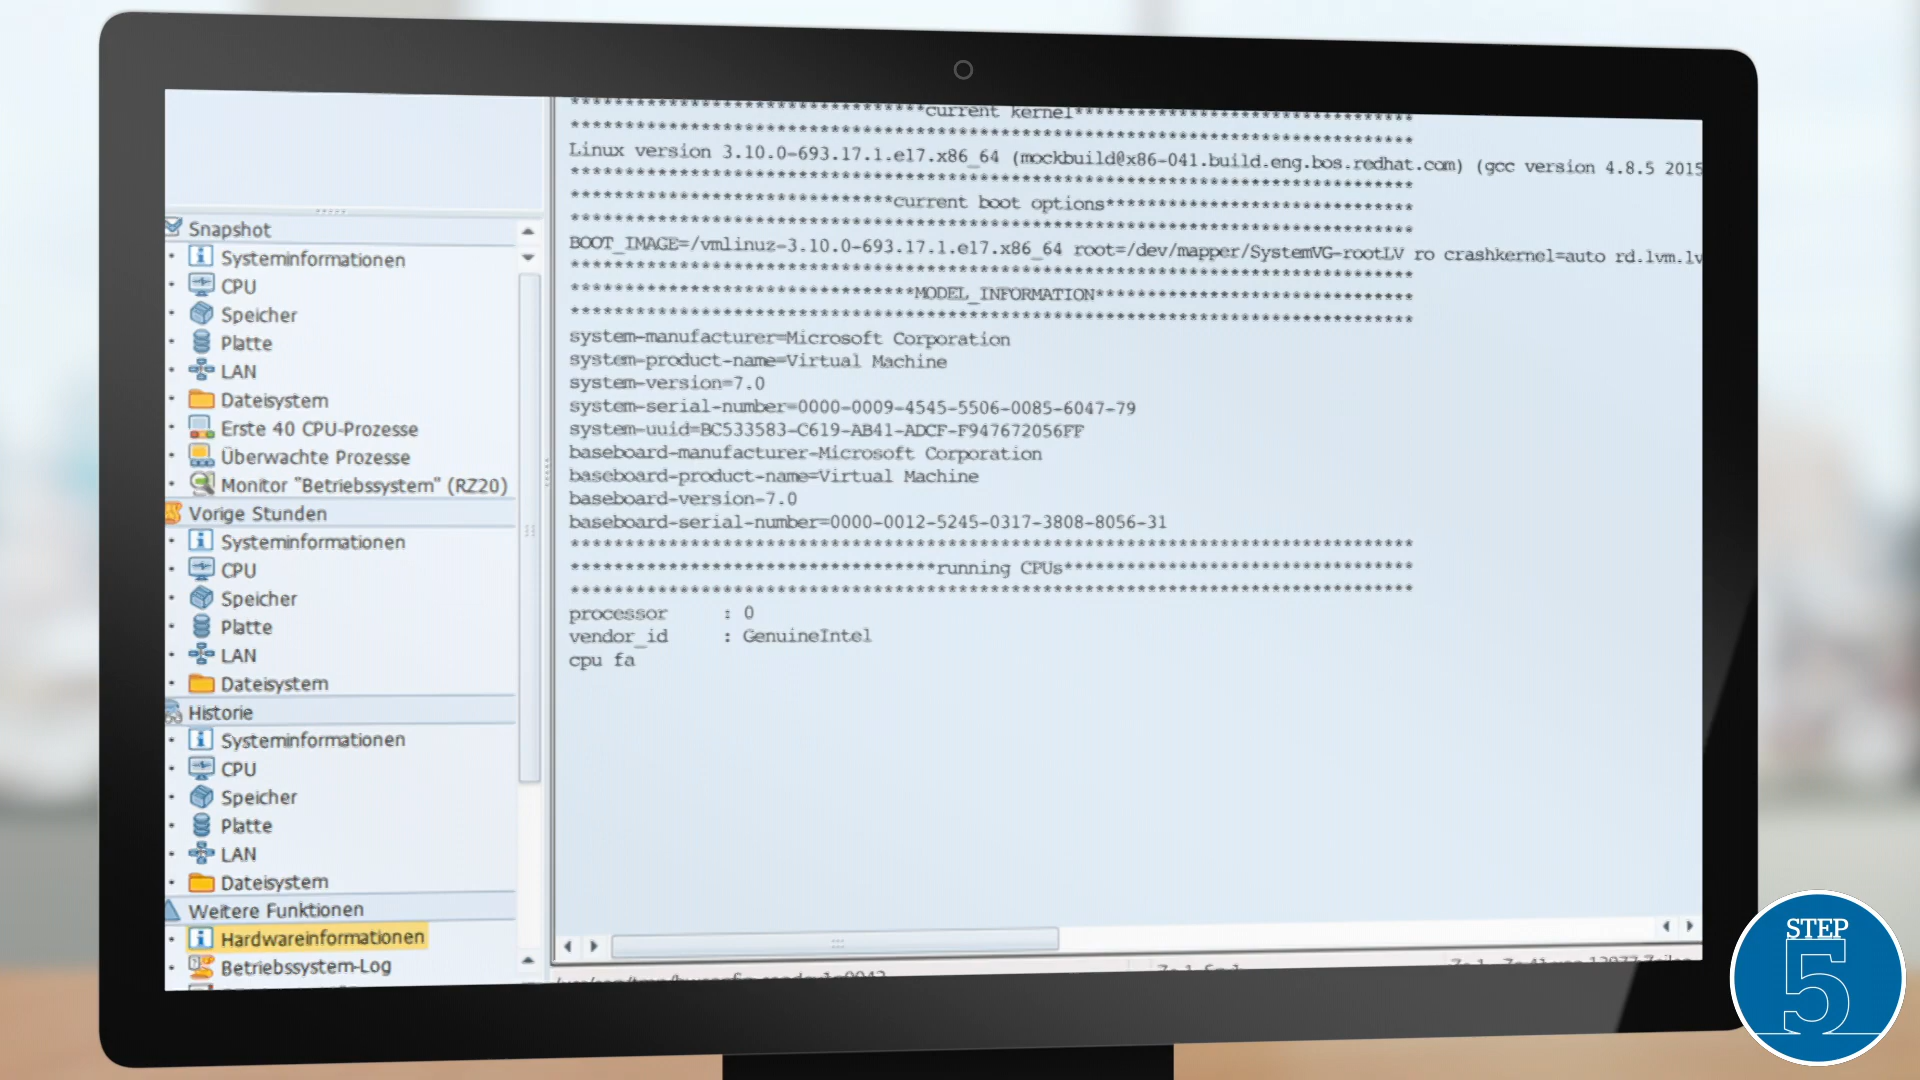 Snapshot
Systeminformationen
CPU
Speicher
Platte
LAN
Dateisystem
Erste 40 CPU-Prozesse
Überwachte Prozesse
Monitor "Betriebssystem" (RZ20)
Vorige Stunden
Systeminformationen
CPU
Speicher
Platte
LAN
Dateisystem
Historie
Systeminformationen
CPU
Speicher
Platte
LAN
Dateisystem
Weitere Funktionen
Hardwareinformationen
Betriebssystem-Log
********************************current kernel*******************************
*****************************************************************************
Linux version 3.10.0-693.17.1.el7.x86_64 (mockbuild@x86-041.build.eng.bos.redhat.com) (gcc version 4.8.5 2015
*****************************************************************************
*****************************current boot options****************************
*****************************************************************************
BOOT_IMAGE=/vmlinuz-3.10.0-693.17.1.el7.x86_64 root=/dev/mapper/SystemVG-rootLV ro crashkernel=auto rd.lvm.lv
*****************************************************************************
*******************************MODEL_INFORMATION*****************************
*****************************************************************************
system-manufacturer=Microsoft Corporation
system-product-name=Virtual Machine
system-version=7.0
system-serial-number=0000-0009-4545-5506-0085-6047-79
system-uuid=BC533583-C619-AB41-ADCF-F947672056FF
baseboard-manufacturer-Microsoft Corporation
baseboard-product-name=Virtual Machine
baseboard-version-7.0
baseboard-serial-number=0000-0012-5245-0317-3808-8056-31
*****************************************************************************
*********************************running CPUs********************************
*****************************************************************************
processor : 0
vendor_id : GenuineIntel
cpu fa
STEP
5